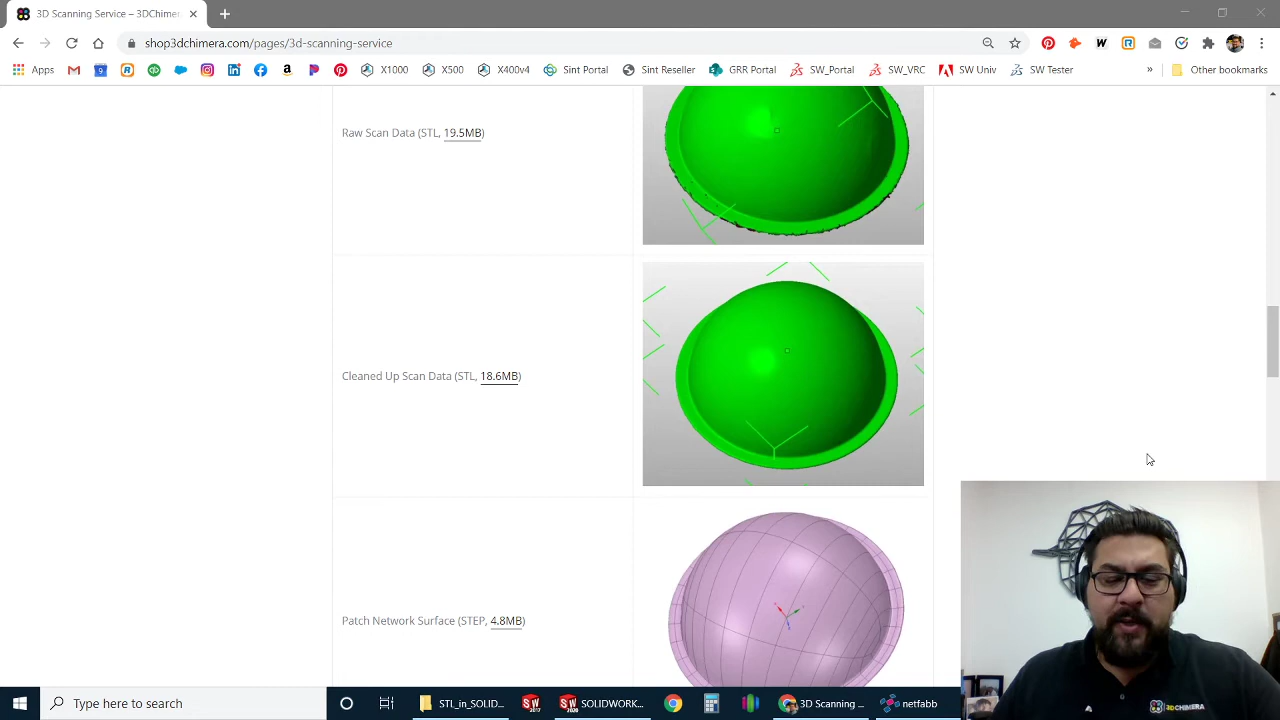 3D Scanning Service – 3DChimer
shop3dchimera.com/pages/3d-scanning-service
Apps X1000 X500 X400v4 Sint Portal Sint Reseller GRR Portal SW_Portal SW_VRC SW Univ SW Tester » Other bookmarks
Raw Scan Data (STL, 19.5MB)
Cleaned Up Scan Data (STL, 18.6MB)
Patch Network Surface (STEP, 4.8MB)
3DCHIMERA
Type here to search STL_in_SOLID... SOLIDWORK... 3D Scanning ... netfabb